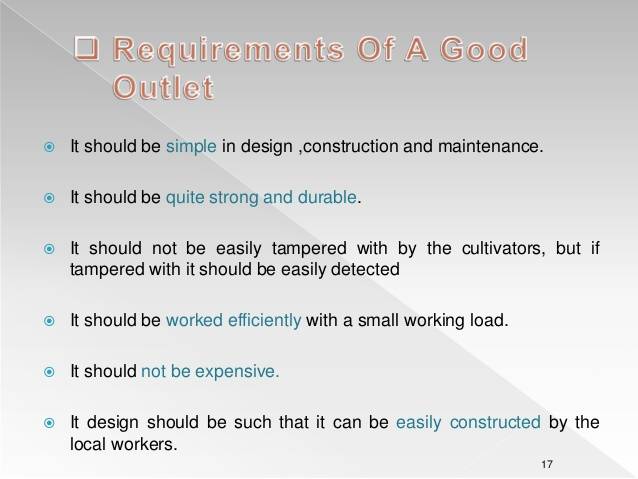 ❑ Requirements Of A Good
Outlet
It should be simple in design ,construction and maintenance.
It should be quite strong and durable.
It should not be easily tampered with by the cultivators, but if
tampered with it should be easily detected
It should be worked efficiently with a small working load.
It should not be expensive.
It design should be such that it can be easily constructed by the
local workers.
17